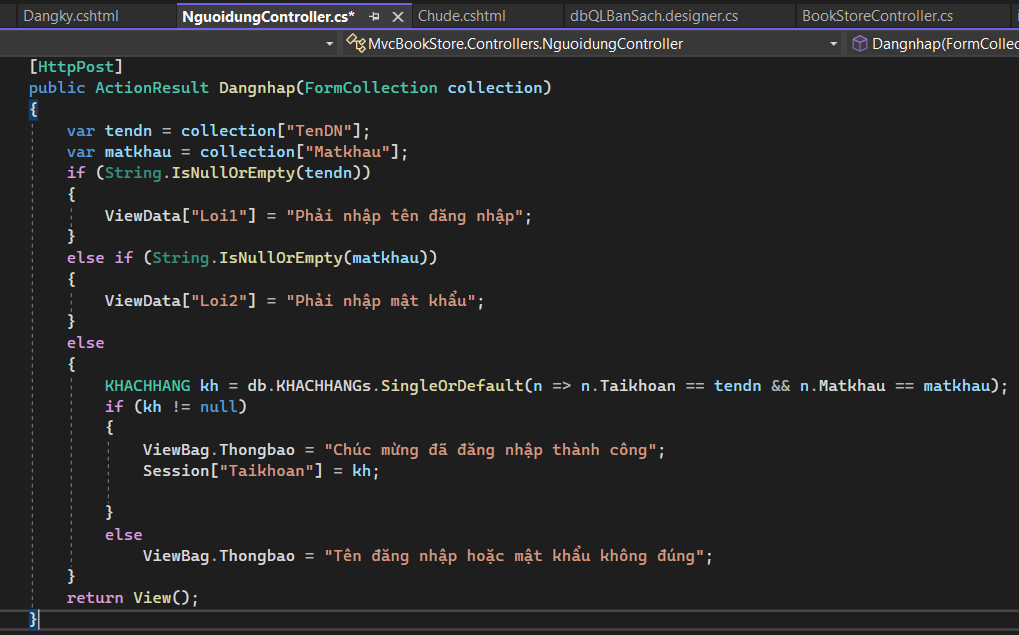 Dangky.cshtml NguoidungController.cs* Chude.cshtml dbQLBanSach.designer.cs BookStoreController.cs
MvcBookStore.Controllers.NguoidungController Dangnhap(FormCollec
[HttpPost]
public ActionResult Dangnhap(FormCollection collection)
{
var tendn = collection["TenDN"];
var matkhau = collection["Matkhau"];
if (String.IsNullOrEmpty(tendn))
{
ViewData["Loi1"] = "Phải nhập tên đăng nhập";
}
else if (String.IsNullOrEmpty(matkhau))
{
ViewData["Loi2"] = "Phải nhập mật khẩu";
}
else
{
KHACHHANG kh = db.KHACHHANGs.SingleOrDefault(n => n.Taikhoan == tendn && n.Matkhau == matkhau);
if (kh != null)
{
ViewBag.Thongbao = "Chúc mừng đã đăng nhập thành công";
Session["Taikhoan"] = kh;
}
else
ViewBag.Thongbao = "Tên đăng nhập hoặc mật khẩu không đúng";
}
return View();
}